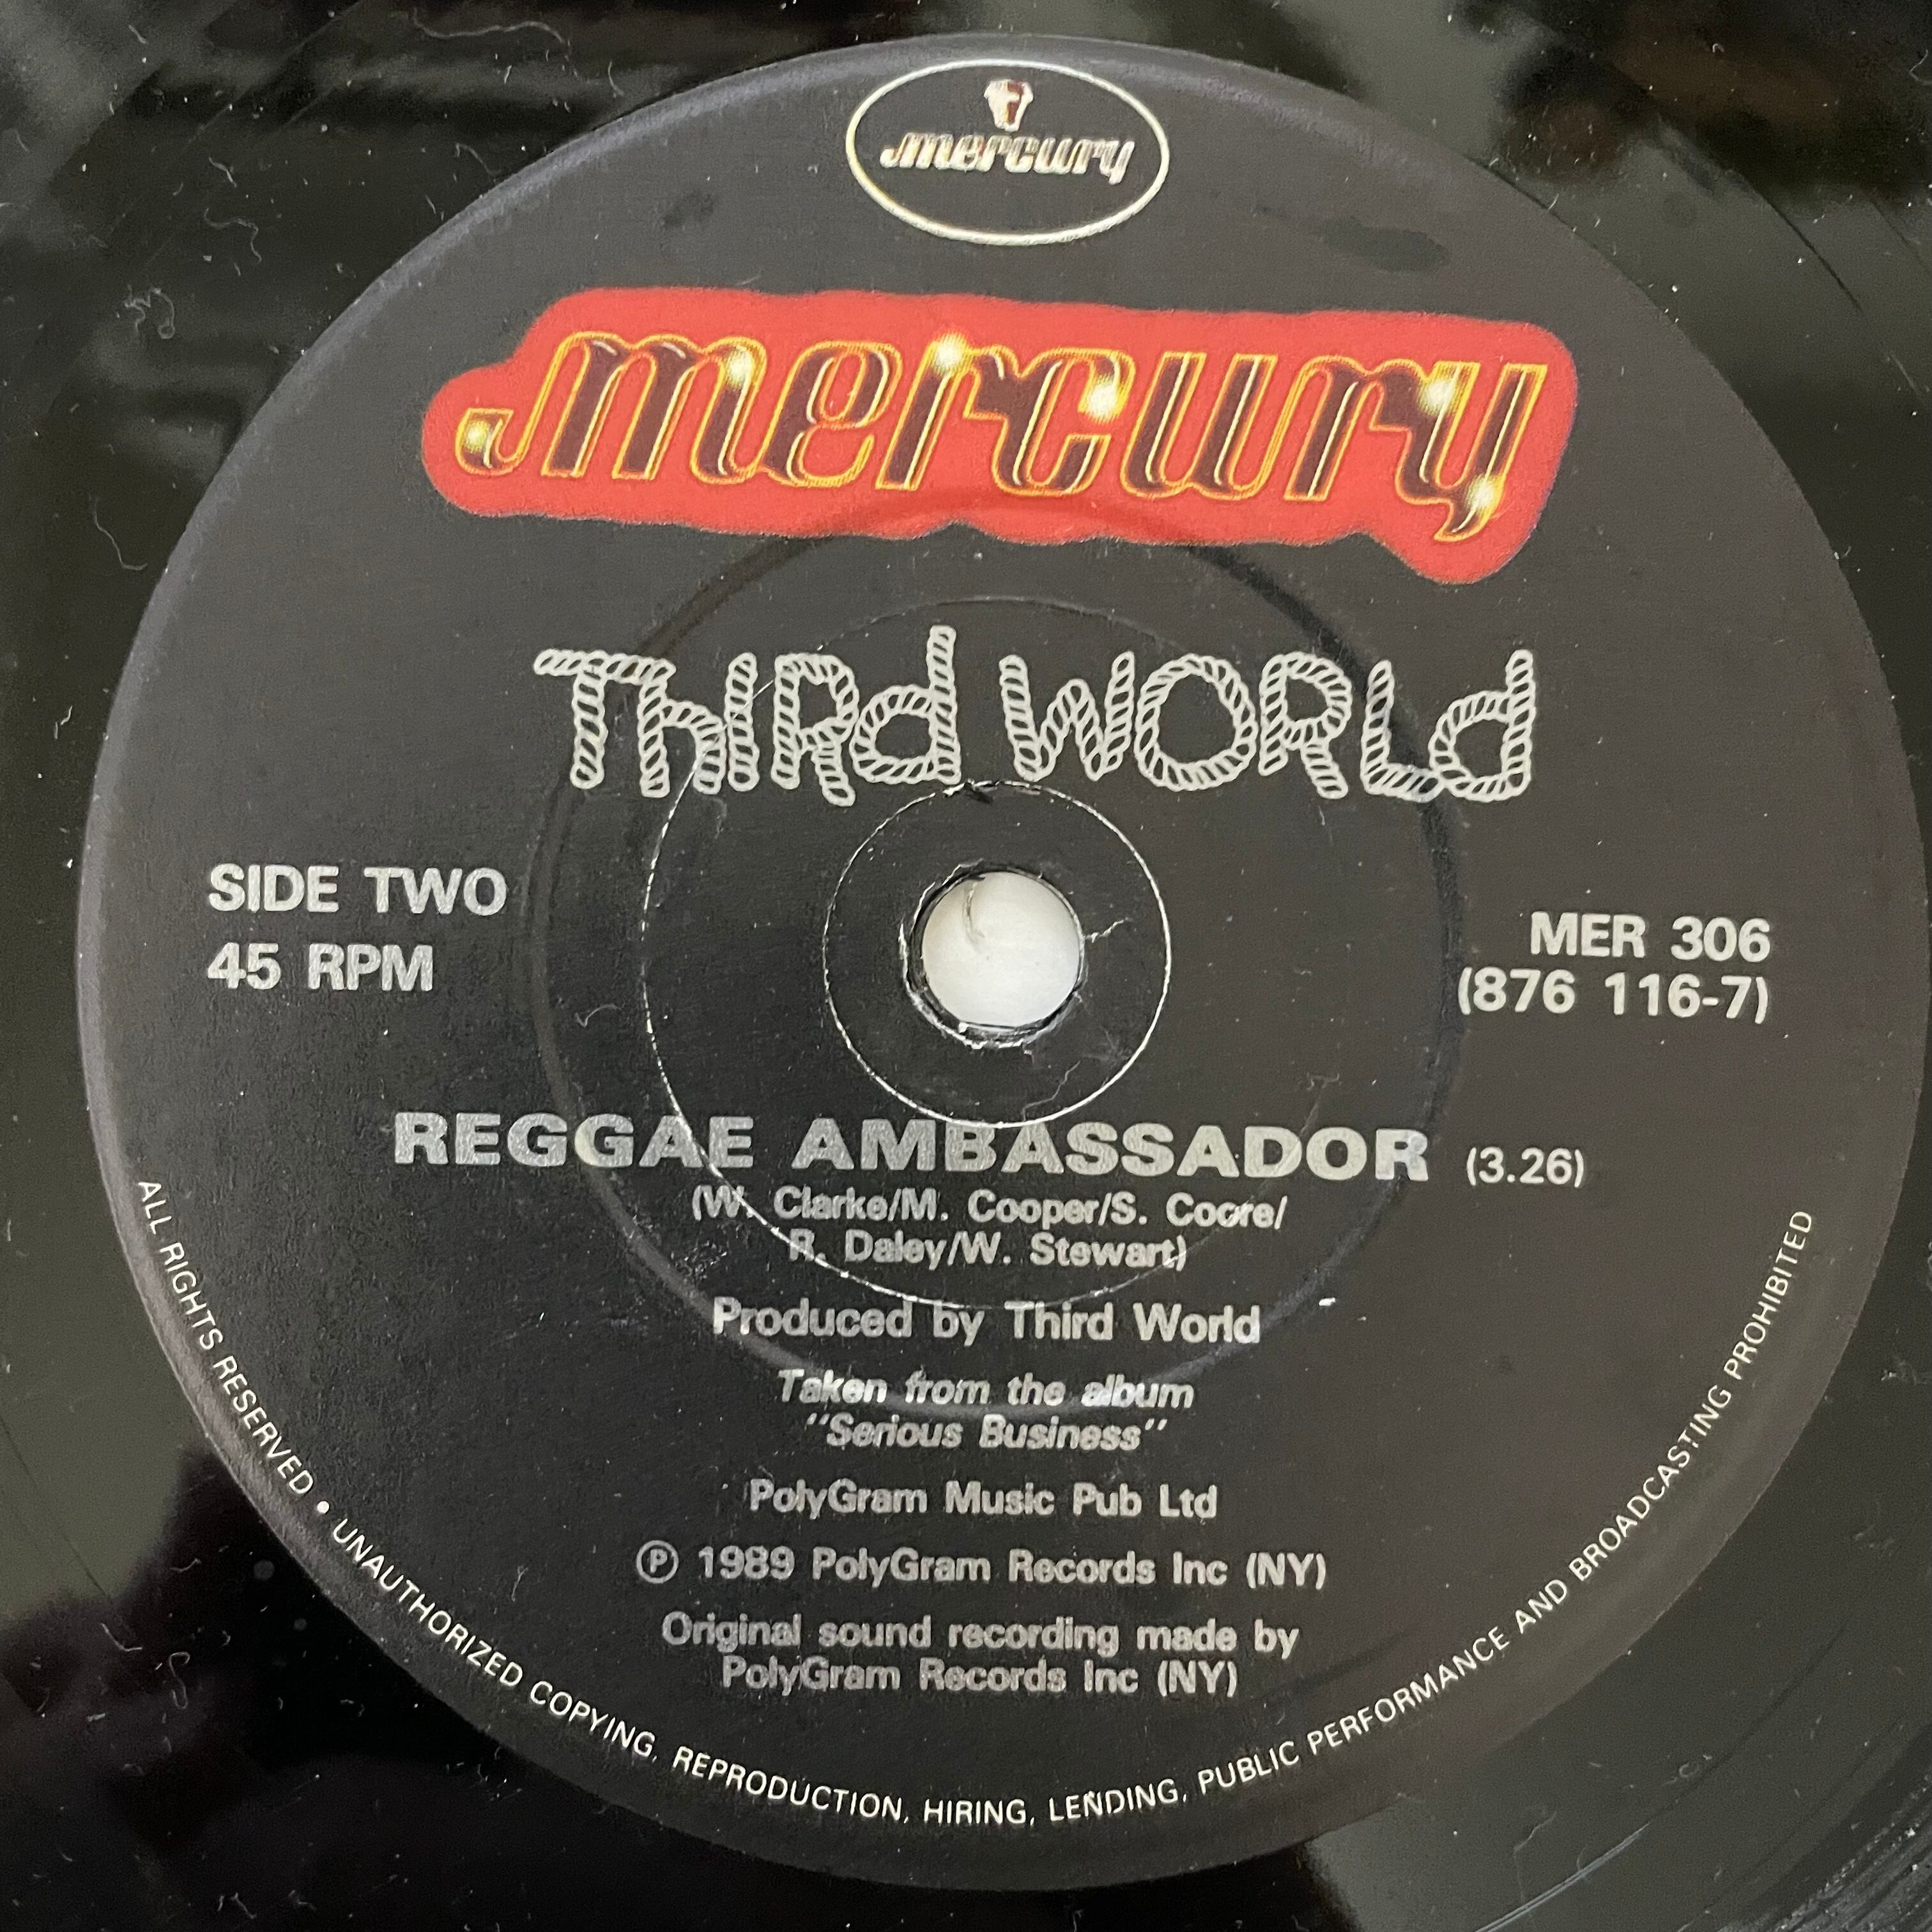 mercury
mercury
THIRd WORLd
SIDE TWO
45 RPM
MER 306
(876 116-7)
REGGAE AMBASSADOR (3.26)
(W. Clarke/M. Cooper/S. Coore/
R. Daley/W. Stewart)
Produced by Third World
Taken from the album
"Serious Business"
PolyGram Music Pub Ltd
℗ 1989 PolyGram Records Inc (NY)
Original sound recording made by
PolyGram Records Inc (NY)
ALL RIGHTS RESERVED • UNAUTHORIZED COPYING, REPRODUCTION, HIRING, LENDING, PUBLIC PERFORMANCE AND BROADCASTING PROHIBITED